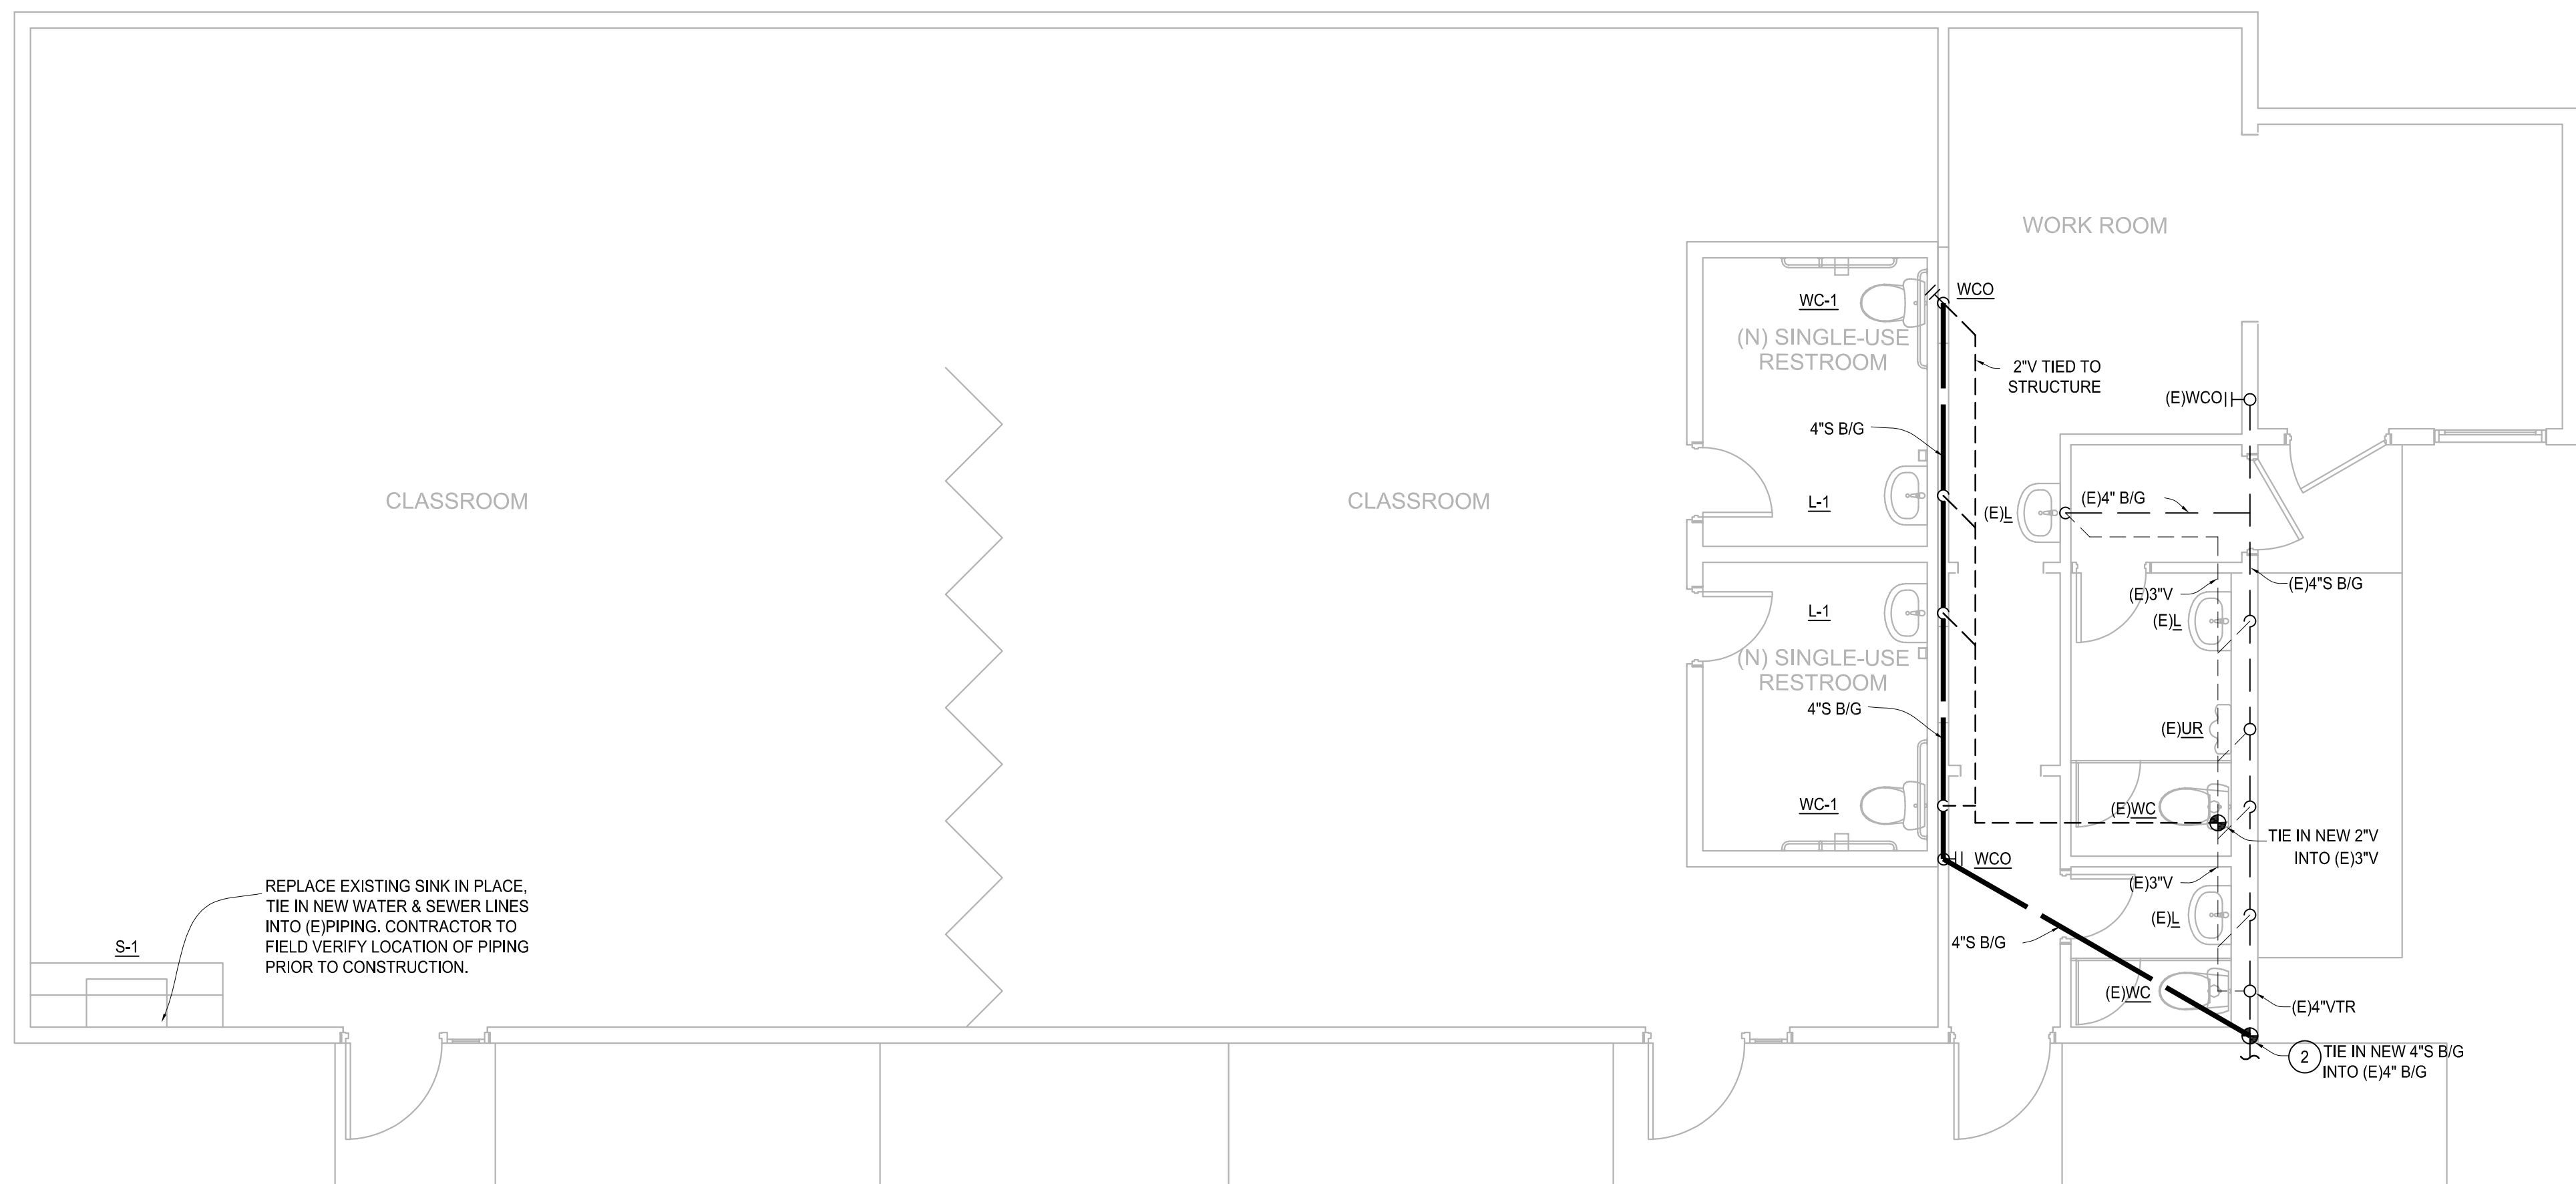 WORK ROOM
WCO
WC-1
(N) SINGLE-USE
RESTROOM
2"V TIED TO
STRUCTURE
(E)WCO
4"S B/G
CLASSROOM
CLASSROOM
L-1
(E)L
(E)4" B/G
(E)4"S B/G
(E)3"V
L-1
(E)L
(N) SINGLE-USE
RESTROOM
4"S B/G
(E)UR
WC-1
(E)WC
TIE IN NEW 2"V
INTO (E)3"V
WCO
(E)3"V
REPLACE EXISTING SINK IN PLACE,
TIE IN NEW WATER & SEWER LINES
INTO (E)PIPING. CONTRACTOR TO
FIELD VERIFY LOCATION OF PIPING
PRIOR TO CONSTRUCTION.
S-1
(E)L
4"S B/G
(E)WC
(E)4"VTR
2
TIE IN NEW 4"S B/G
INTO (E)4" B/G